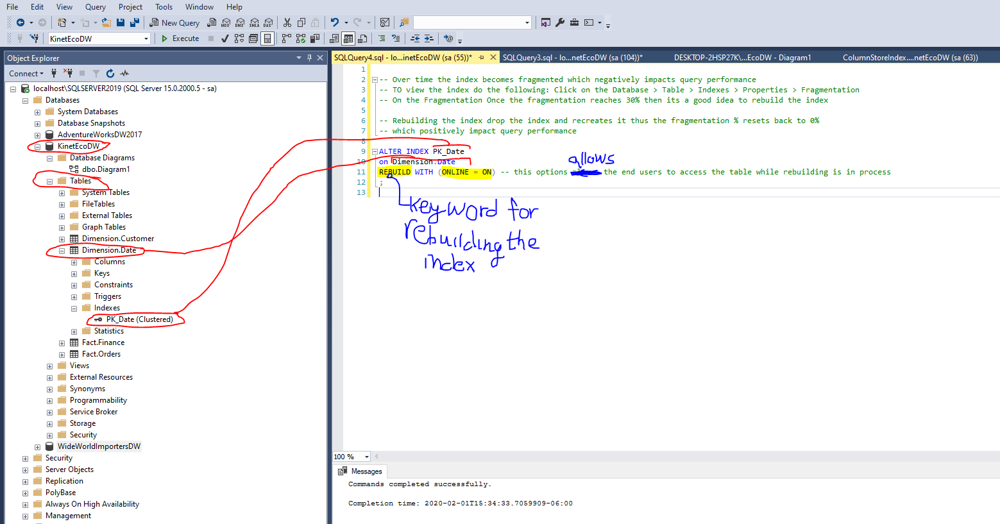 File Edit View Query Project Tools Window Help
New Query MDX DMX XMLA DAX
KinetEcoDW Execute
Object Explorer
Connect
localhost\SQLSERVER2019 (SQL Server 15.0.2000.5 - sa)
Databases
System Databases
Database Snapshots
AdventureWorksDW2017
KinetEcoDW
Database Diagrams
dbo.Diagram1
Tables
System Tables
FileTables
External Tables
Graph Tables
Dimension.Customer
Dimension.Date
Columns
Keys
Constraints
Triggers
Indexes
PK_Date (Clustered)
Statistics
Fact.Finance
Fact.Orders
Views
External Resources
Synonyms
Programmability
Service Broker
Storage
Security
WideWorldImportersDW
Security
Server Objects
Replication
PolyBase
Always On High Availability
Management
SQLQuery4.sql - lo...inetEcoDW (sa (55))* SQLQuery3.sql - lo...netEcoDW (sa (104))* DESKTOP-2HSP27K\...EcoDW - Diagram1 ColumnStoreIndex....netEcoDW (sa (63))
1
2 -- Over time the index becomes fragmented which negatively impacts query performance
3 -- TO view the index do the following: Click on the Database > Table > Indexes > Properties > Fragmentation
4 -- On the Fragmentation Once the fragmentation reaches 30% then its a good idea to rebuild the index
5
6 -- Rebuilding the index drop the index and recreates it thus the fragmentation % resets back to 0%
7 -- which positively impact query performance
8
9 ALTER INDEX PK_Date
10 on Dimension.Date
allows
11 REBUILD WITH (ONLINE = ON) -- this options the end users to access the table while rebuilding is in process
12 ;
13
keyword for
rebuilding the
index
100 %
Messages
Commands completed successfully.
Completion time: 2020-02-01T15:34:33.7059909-06:00